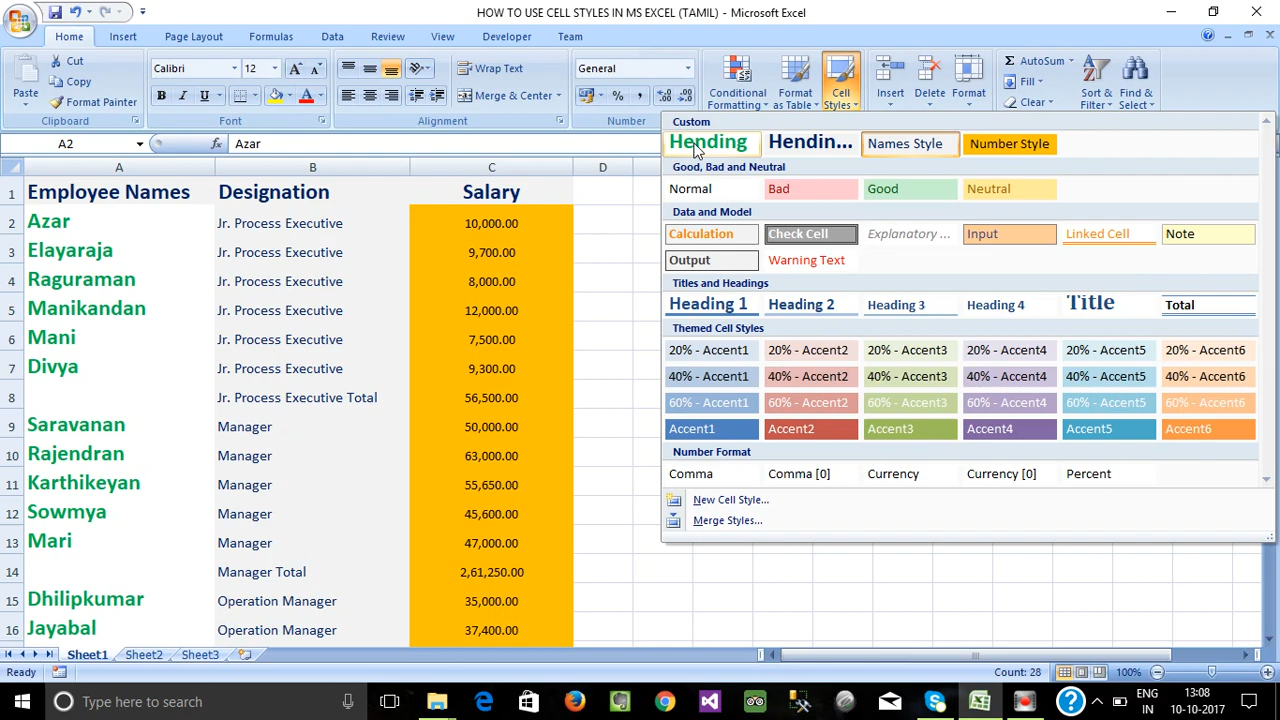 HOW TO USE CELL STYLES IN MS EXCEL (TAMIL) - Microsoft Excel
Home Insert Page Layout Formulas Data Review View Developer Team
Paste Cut Copy Format Painter
Calibri 12
B I U A
Wrap Text
Merge & Center
General
%
Conditional Formatting Format as Table Cell Styles Insert Delete Format
AutoSum Fill Clear
Sort & Filter Find & Select
Clipboard Font Alignment Number
A2 fx Azar
Custom
Hending Hendin... Names Style Number Style
Good, Bad and Neutral
Normal Bad Good Neutral
Data and Model
Calculation Check Cell Explanatory ... Input Linked Cell Note
Output Warning Text
Titles and Headings
Heading 1 Heading 2 Heading 3 Heading 4 Title Total
Themed Cell Styles
20% - Accent1 20% - Accent2 20% - Accent3 20% - Accent4 20% - Accent5 20% - Accent6
40% - Accent1 40% - Accent2 40% - Accent3 40% - Accent4 40% - Accent5 40% - Accent6
60% - Accent1 60% - Accent2 60% - Accent3 60% - Accent4 60% - Accent5 60% - Accent6
Accent1 Accent2 Accent3 Accent4 Accent5 Accent6
Number Format
Comma Comma [0] Currency Currency [0] Percent
New Cell Style...
Merge Styles...
A B C D
1 Employee Names Designation Salary
2 Azar Jr. Process Executive 10,000.00
3 Elayaraja Jr. Process Executive 9,700.00
4 Raguraman Jr. Process Executive 8,000.00
5 Manikandan Jr. Process Executive 12,000.00
6 Mani Jr. Process Executive 7,500.00
7 Divya Jr. Process Executive 9,300.00
8 Jr. Process Executive Total 56,500.00
9 Saravanan Manager 50,000.00
10 Rajendran Manager 63,000.00
11 Karthikeyan Manager 55,650.00
12 Sowmya Manager 45,600.00
13 Mari Manager 47,000.00
14 Manager Total 2,61,250.00
15 Dhilipkumar Operation Manager 35,000.00
16 Jayabal Operation Manager 37,400.00
Sheet1 Sheet2 Sheet3
Ready Count: 28 100%
Type here to search
ENG IN
13:08
10-10-2017